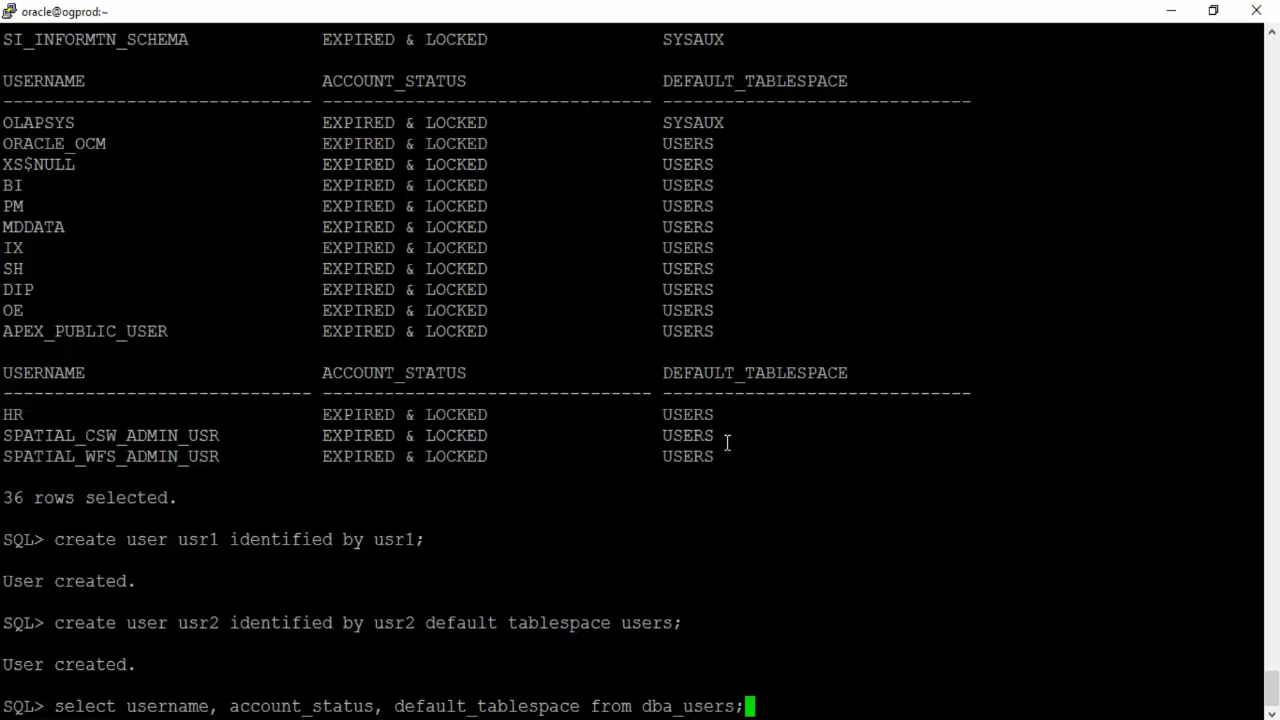 oracle@ogprod:~
SI_INFORMTN_SCHEMA EXPIRED & LOCKED SYSAUX
USERNAME ACCOUNT_STATUS DEFAULT_TABLESPACE
------------------------------ -------------------------------- ------------------------------
OLAPSYS EXPIRED & LOCKED SYSAUX
ORACLE_OCM EXPIRED & LOCKED USERS
XS$NULL EXPIRED & LOCKED USERS
BI EXPIRED & LOCKED USERS
PM EXPIRED & LOCKED USERS
MDDATA EXPIRED & LOCKED USERS
IX EXPIRED & LOCKED USERS
SH EXPIRED & LOCKED USERS
DIP EXPIRED & LOCKED USERS
OE EXPIRED & LOCKED USERS
APEX_PUBLIC_USER EXPIRED & LOCKED USERS
USERNAME ACCOUNT_STATUS DEFAULT_TABLESPACE
------------------------------ -------------------------------- ------------------------------
HR EXPIRED & LOCKED USERS
SPATIAL_CSW_ADMIN_USR EXPIRED & LOCKED USERS
SPATIAL_WFS_ADMIN_USR EXPIRED & LOCKED USERS
36 rows selected.
SQL> create user usr1 identified by usr1;
User created.
SQL> create user usr2 identified by usr2 default tablespace users;
User created.
SQL> select username, account_status, default_tablespace from dba_users;